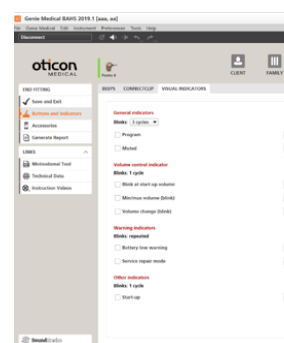 Genie Medical BAHS 2019.1 [aaa, aa]
File Genie Medical Edit Instrument Preferences Tools Help
Disconnect
oticon
MEDICAL
CLIENT
FAMILY
END FITTING
BEEPS CONNECTCLIP VISUAL INDICATORS
Save and Exit
Buttons and indicators
Accessories
Generate Report
LINKS
Motivational Tool
Technical Data
Instruction Videos
General indicators
Blinks: 3 cycles
Program
Muted
Volume control indicator
Blinks: 1 cycle
Blink at start-up volume
Min/max volume (blink)
Volume change (blink)
Warning indicators
Blinks: repeated
Battery low warning
Service repair mode
Other indicators
Blinks: 1 cycle
Start-up
SoundStudio